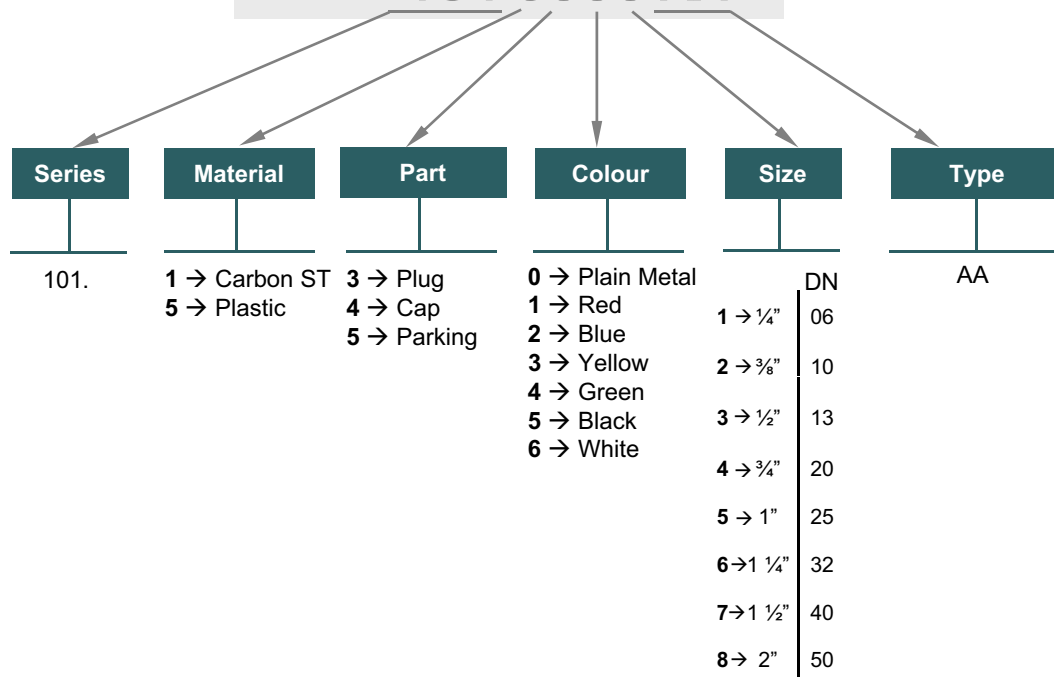 Series Material Part Colour Size Type
101.
1 → Carbon ST
5 → Plastic
3 → Plug
4 → Cap
5 → Parking
0 → Plain Metal
1 → Red
2 → Blue
3 → Yellow
4 → Green
5 → Black
6 → White
DN
1 → ¼” 06
2 → ⅜” 10
3 → ½” 13
4 → ¾” 20
5 → 1” 25
6→1 ¼” 32
7→1 ½” 40
8→ 2” 50
AA